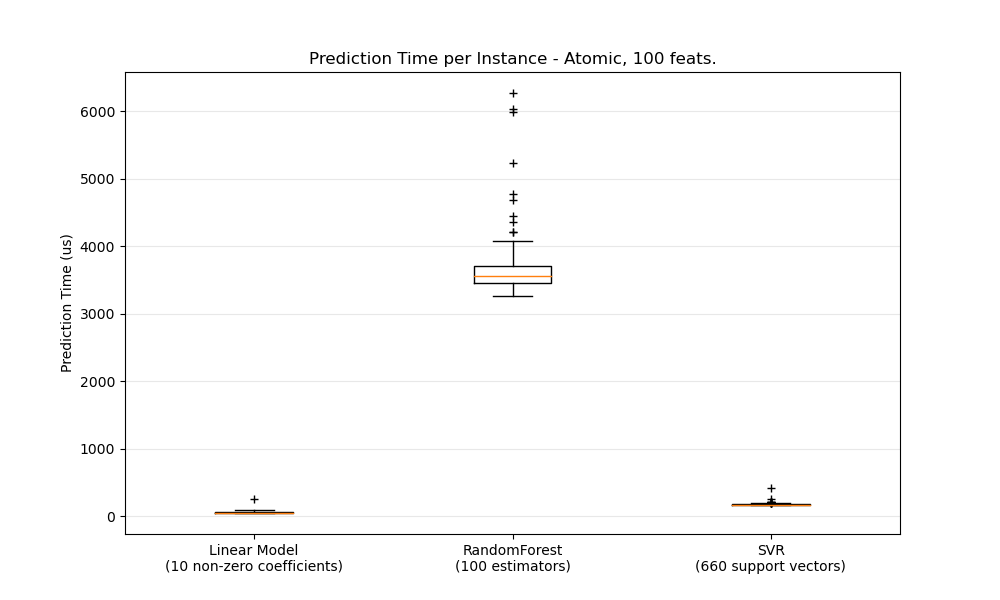 Prediction Time per Instance - Atomic, 100 feats.
Prediction Time (us)
6000
5000
4000
3000
2000
1000
0
Linear Model
(10 non-zero coefficients)
RandomForest
(100 estimators)
SVR
(660 support vectors)